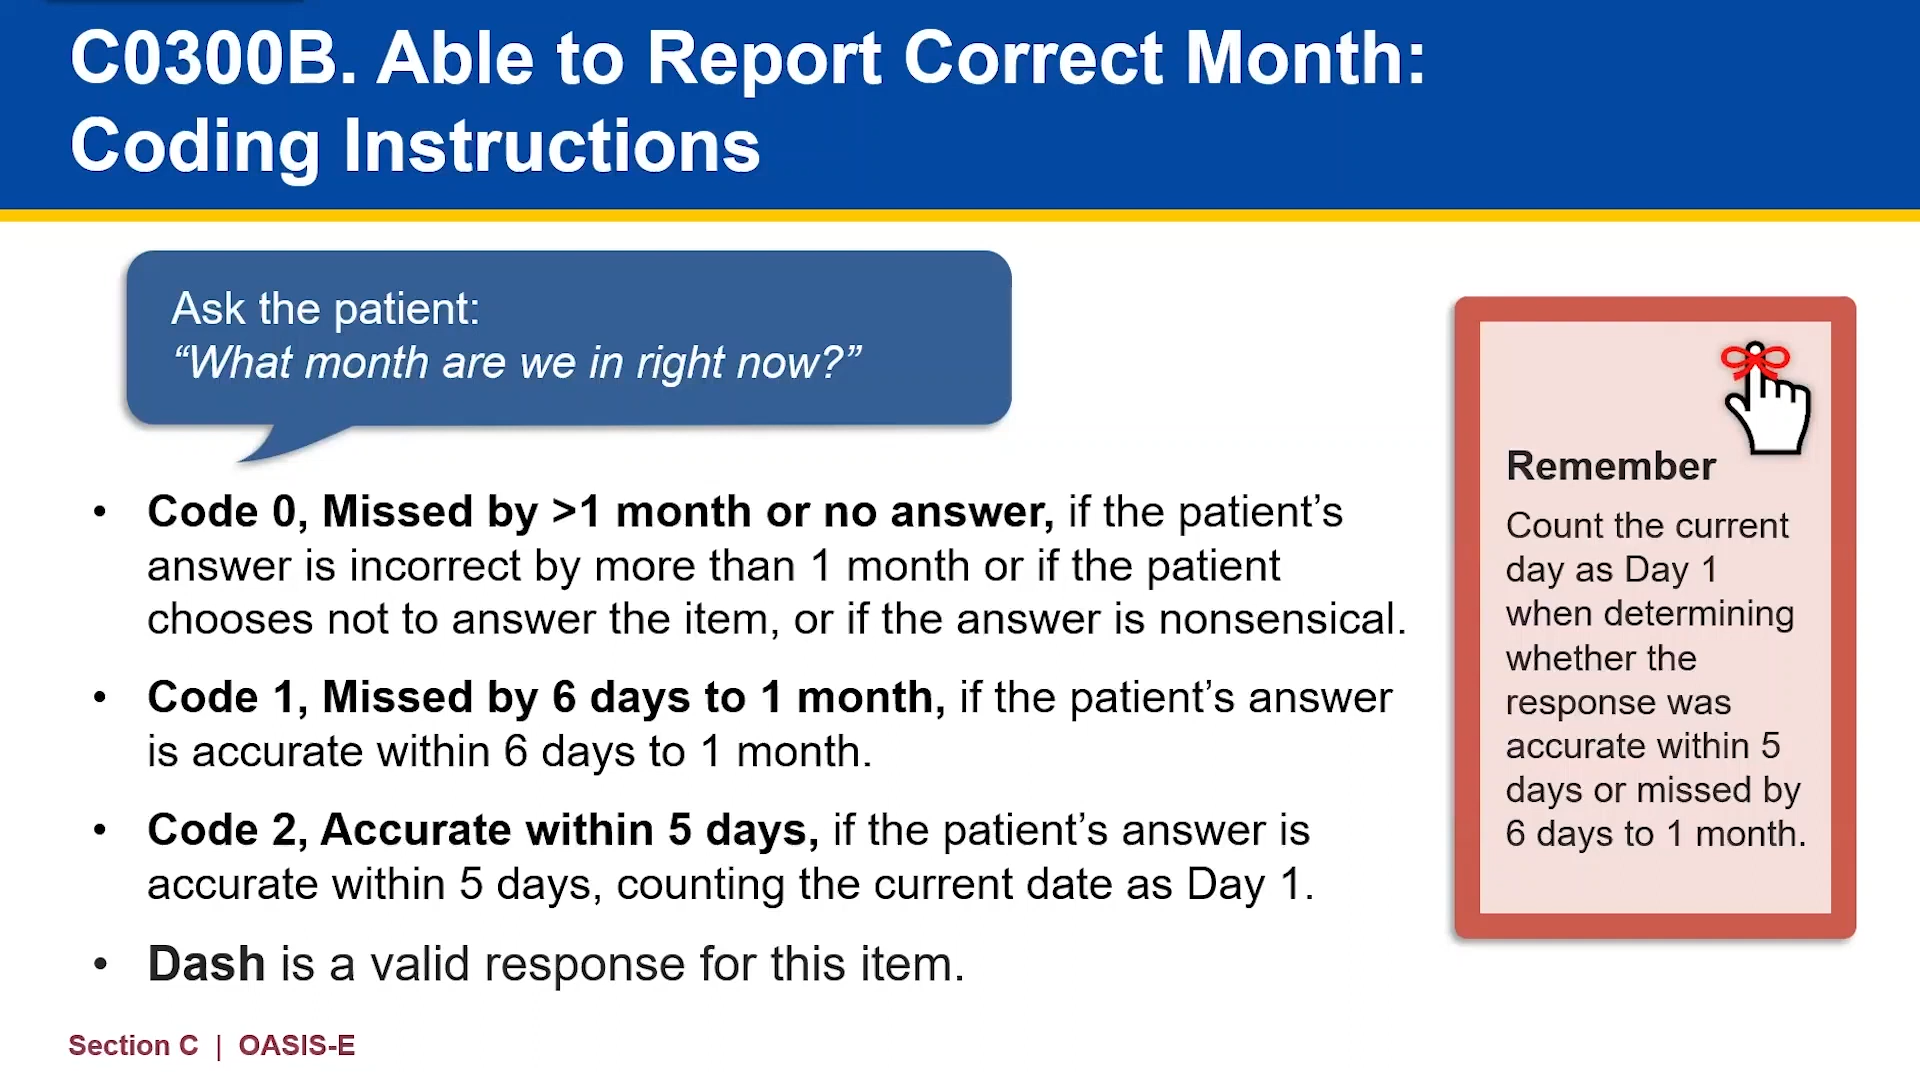 C0300B. Able to Report Correct Month:
Coding Instructions
Ask the patient:
“What month are we in right now?”
• Code 0, Missed by >1 month or no answer, if the patient’s
answer is incorrect by more than 1 month or if the patient
chooses not to answer the item, or if the answer is nonsensical.
• Code 1, Missed by 6 days to 1 month, if the patient’s answer
is accurate within 6 days to 1 month.
• Code 2, Accurate within 5 days, if the patient’s answer is
accurate within 5 days, counting the current date as Day 1.
• Dash is a valid response for this item.
Remember
Count the current
day as Day 1
when determining
whether the
response was
accurate within 5
days or missed by
6 days to 1 month.
Section C | OASIS-E